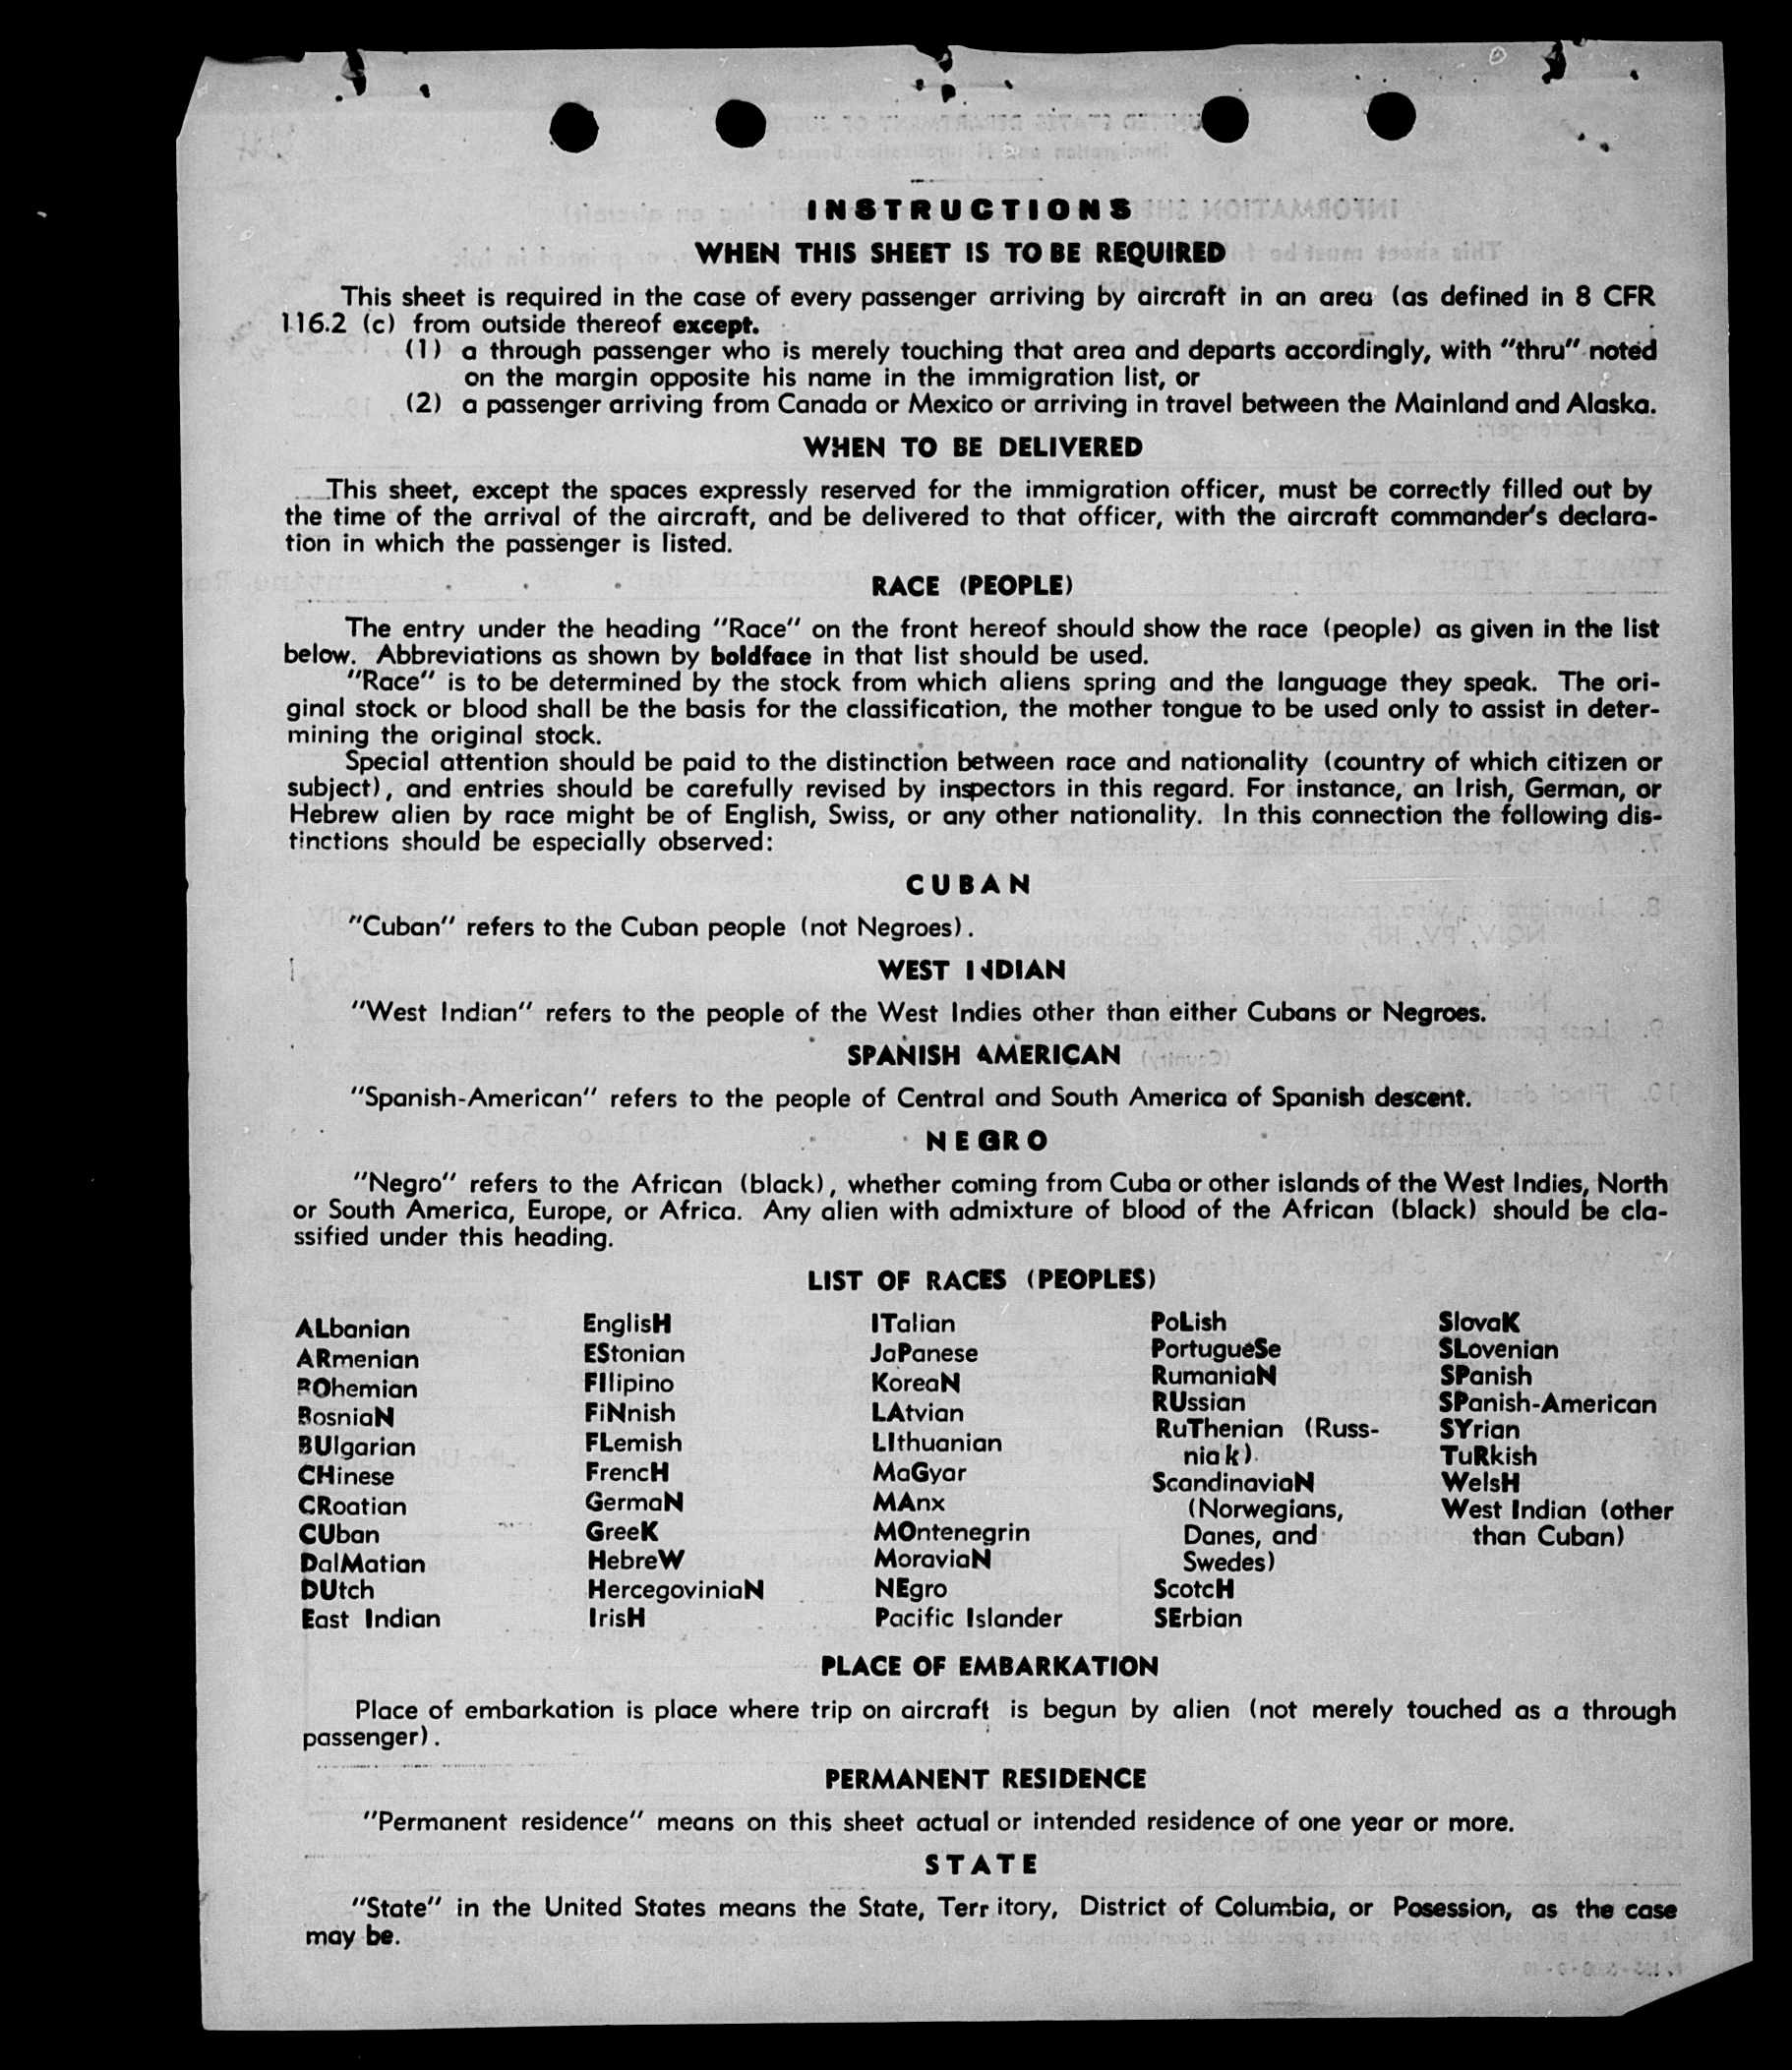 INSTRUCTIONS
WHEN THIS SHEET IS TO BE REQUIRED
This sheet is required in the case of every passenger arriving by aircraft in an area (as defined in 8 CFR
116.2 (c) from outside thereof except.
(1) a through passenger who is merely touching that area and departs accordingly, with "thru" noted
on the margin opposite his name in the immigration list, or
(2) a passenger arriving from Canada or Mexico or arriving in travel between the Mainland and Alaska.
WHEN TO BE DELIVERED
This sheet, except the spaces expressly reserved for the immigration officer, must be correctly filled out by
the time of the arrival of the aircraft, and be delivered to that officer, with the aircraft commander's declara-
tion in which the passenger is listed.
RACE (PEOPLE)
The entry under the heading "Race" on the front hereof should show the race (people) as given in the list
below. Abbreviations as shown by boldface in that list should be used.
"Race" is to be determined by the stock from which aliens spring and the language they speak. The ori-
ginal stock or blood shall be the basis for the classification, the mother tongue to be used only to assist in deter-
mining the original stock.
Special attention should be paid to the distinction between race and nationality (country of which citizen or
subject), and entries should be carefully revised by inspectors in this regard. For instance, an Irish, German, or
Hebrew alien by race might be of English, Swiss, or any other nationality. In this connection the following dis-
tinctions should be especially observed:
CUBAN
"Cuban" refers to the Cuban people (not Negroes).
WEST INDIAN
"West Indian" refers to the people of the West Indies other than either Cubans or Negroes.
SPANISH AMERICAN
"Spanish-American" refers to the people of Central and South America of Spanish descent.
NEGRO
"Negro" refers to the African (black), whether coming from Cuba or other islands of the West Indies, North
or South America, Europe, or Africa. Any alien with admixture of blood of the African (black) should be cla-
ssified under this heading.
LIST OF RACES (PEOPLES)
ALbanian
ARmenian
BOhemian
BosniaN
BUlgarian
CHinese
CRoatian
CUban
DalMatian
DUtch
East Indian
EnglisH
EStonian
FIlipino
FiNnish
FLemish
FrencH
GermaN
GreeK
HebreW
HercegoviniaN
IrisH
ITalian
JaPanese
KoreaN
LAtvian
LIthuanian
MaGyar
MAnx
MOntenegrin
MoraviaN
NEgro
Pacific Islander
PoLish
PortugueSe
RumaniaN
RUssian
RuThenian (Russ-
niak)
ScandinaviaN
(Norwegians,
Danes, and
Swedes)
ScotcH
SErbian
SlovaK
SLovenian
SPanish
SPanish-American
SYrian
TuRkish
WelsH
West Indian (other
than Cuban)
PLACE OF EMBARKATION
Place of embarkation is place where trip on aircraft is begun by alien (not merely touched as a through
passenger).
PERMANENT RESIDENCE
"Permanent residence" means on this sheet actual or intended residence of one year or more.
STATE
"State" in the United States means the State, Terr itory, District of Columbia, or Posession, as the case
may be.